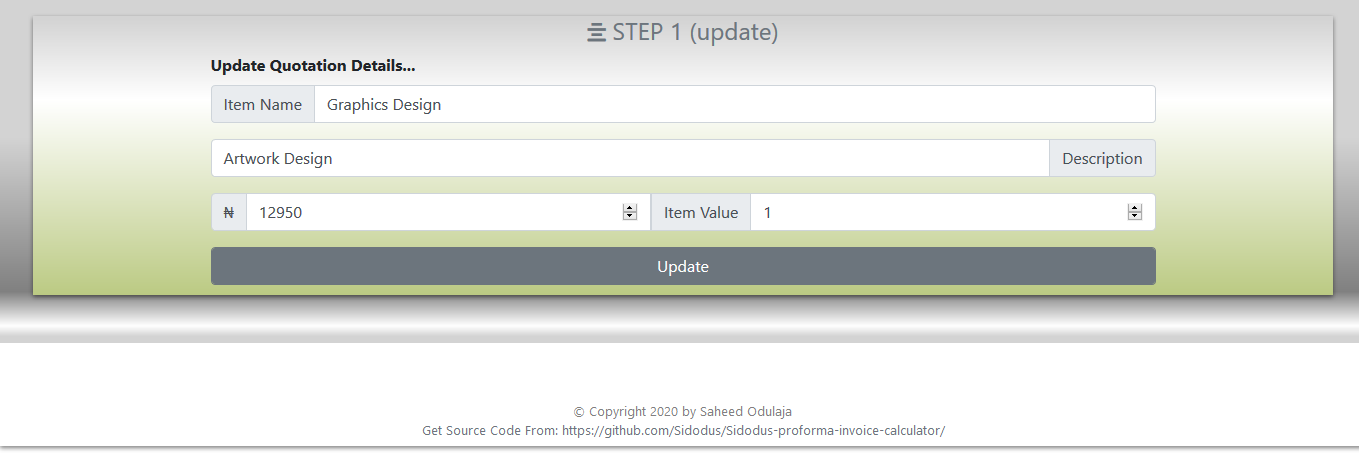 STEP 1 (update)
Update Quotation Details...
Item Name Graphics Design
Artwork Design Description
₦ 12950 Item Value 1
Update
© Copyright 2020 by Saheed Odulaja
Get Source Code From: https://github.com/Sidodus/Sidodus-proforma-invoice-calculator/